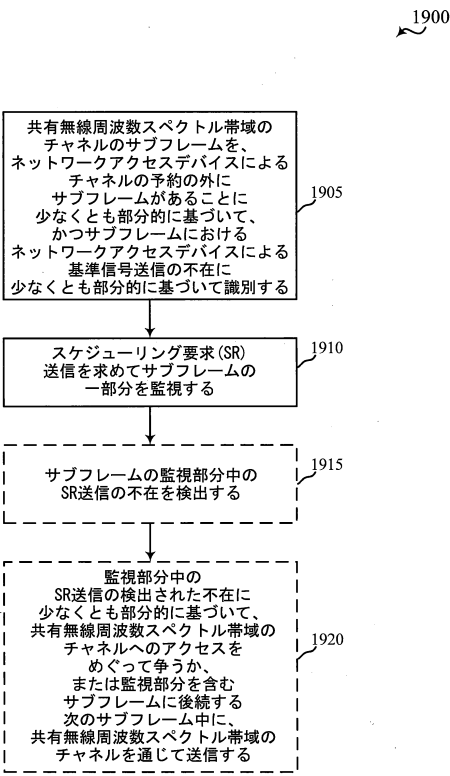 1900
共有無線周波数スペクトル帯域の
チャネルのサブフレームを、
ネットワークアクセスデバイスによる
チャネルの予約の外に
サブフレームがあることに
少なくとも部分的に基づいて、
かつサブフレームにおける
ネットワークアクセスデバイスによる
基準信号送信の不在に
少なくとも部分的に基づいて識別する
1905
スケジューリング要求(SR)
送信を求めてサブフレームの
一部分を監視する
1910
サブフレームの監視部分中の
SR送信の不在を検出する
1915
監視部分中の
SR送信の検出された不在に
少なくとも部分的に基づいて、
共有無線周波数スペクトル帯域の
チャネルへのアクセスを
めぐって争うか、
または監視部分を含む
サブフレームに後続する
次のサブフレーム中に、
共有無線周波数スペクトル帯域の
チャネルを通じて送信する
1920